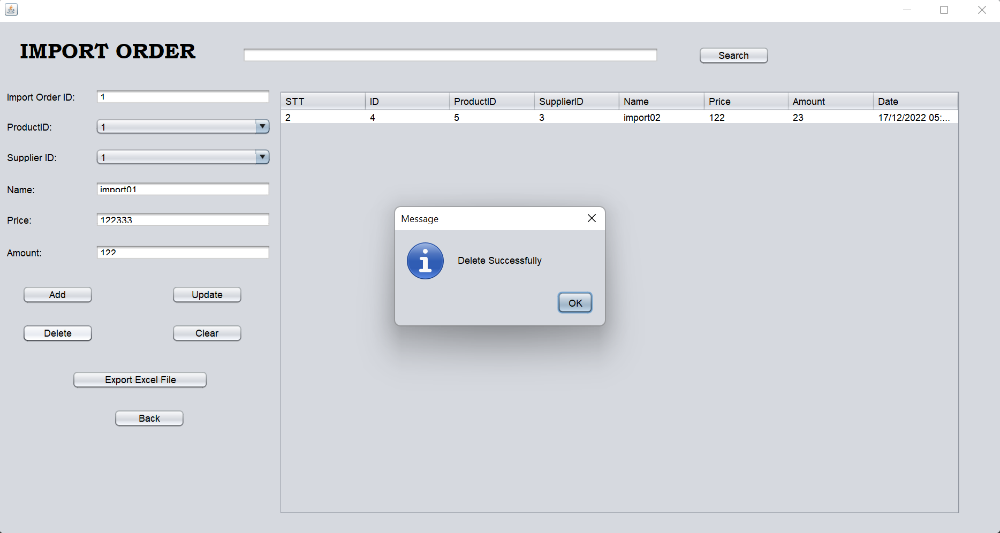 IMPORT ORDER
Search
Import Order ID: 1
ProductID: 1
Supplier ID: 1
Name: import01
Price: 122333
Amount: 122
Add Update
Delete Clear
Export Excel File
Back
STT ID ProductID SupplierID Name Price Amount Date
2 4 5 3 import02 122 23 17/12/2022 05:...
Message
Delete Successfully
OK